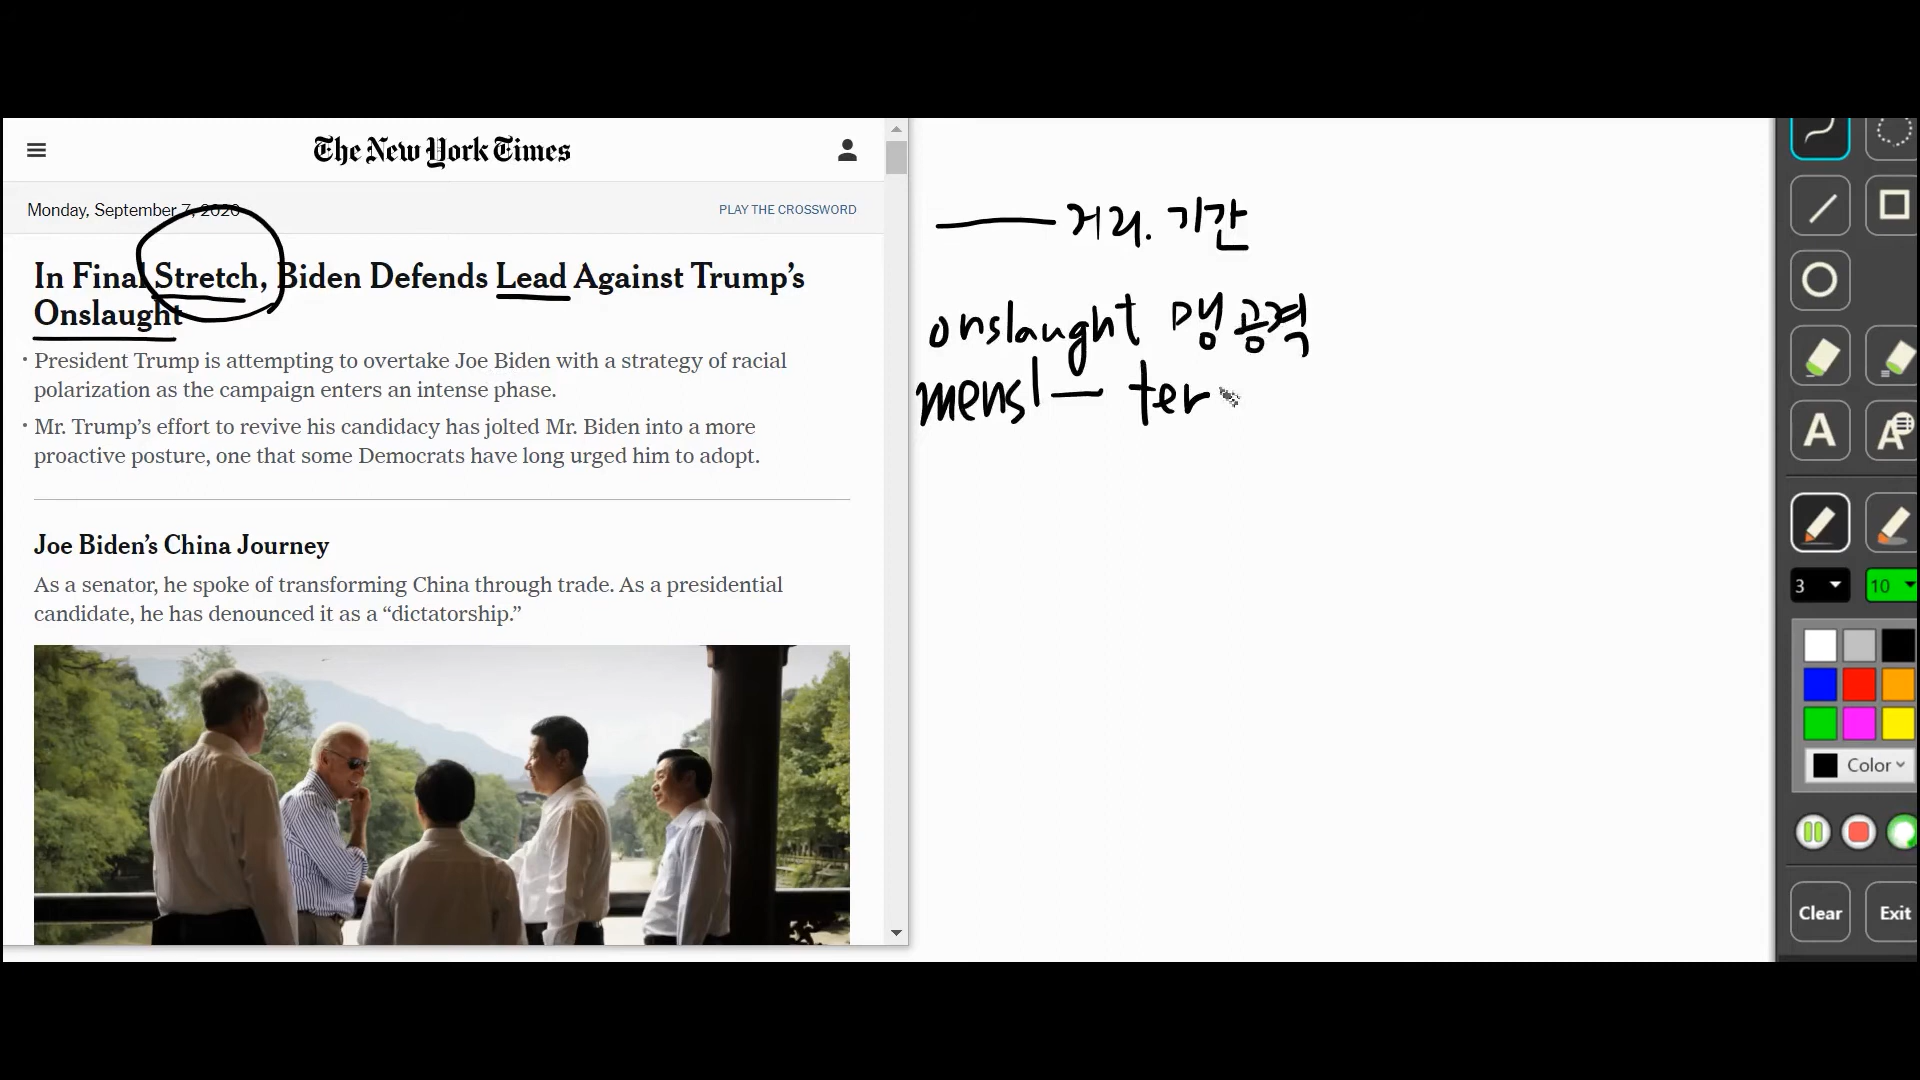 The New York Times
Monday, September 7, 2020
PLAY THE CROSSWORD
In Final Stretch, Biden Defends Lead Against Trump's
Onslaught
• President Trump is attempting to overtake Joe Biden with a strategy of racial
polarization as the campaign enters an intense phase.
• Mr. Trump's effort to revive his candidacy has jolted Mr. Biden into a more
proactive posture, one that some Democrats have long urged him to adopt.
Joe Biden's China Journey
As a senator, he spoke of transforming China through trade. As a presidential
candidate, he has denounced it as a “dictatorship.”
거리. 기간
onslaught 맹공격
mensl — ter
A A
3 10
Color
Clear Exit